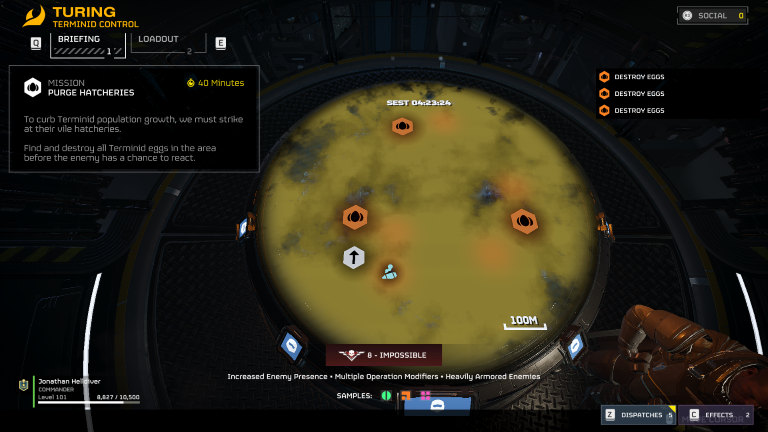 TURING
TERMINID CONTROL
SOCIAL 0
Q
BRIEFING
1
LOADOUT
2
E
MISSION
PURGE HATCHERIES
40 Minutes
To curb Terminid population growth, we must strike
at their vile hatcheries.
Find and destroy all Terminid eggs in the area
before the enemy has a chance to react.
DESTROY EGGS
DESTROY EGGS
DESTROY EGGS
SEST 04:23:24
100M
8 - IMPOSSIBLE
Increased Enemy Presence • Multiple Operation Modifiers • Heavily Armored Enemies
SAMPLES:
Jonathan Helldiver
COMMANDER
Level 101
8,827 / 10,500
Z DISPATCHES 5
C EFFECTS 2